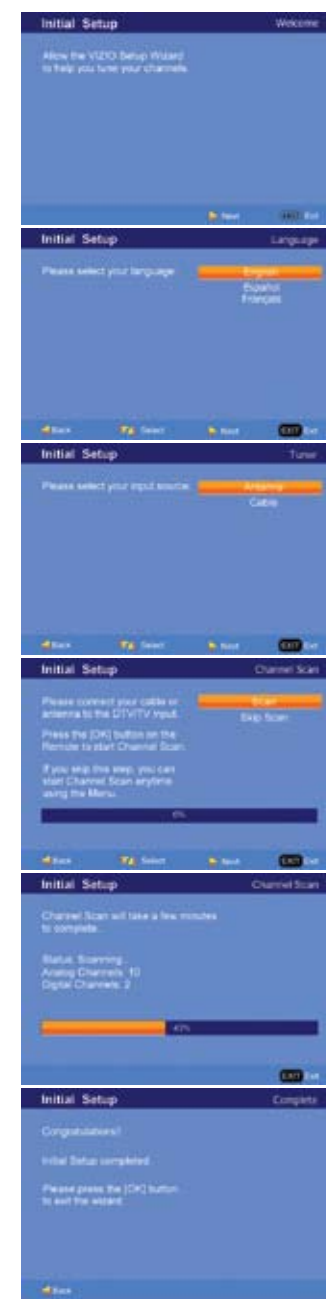 Initial Setup Welcome
Allow the VIZIO Setup Wizard
to help you tune your channels.
Next EXIT Exit
Initial Setup Language
Please select your language English
Español
Français
Back Select Next EXIT Exit
Initial Setup Tuner
Please select your input source: Antenna
Cable
Back Select Next EXIT Exit
Initial Setup Channel Scan
Please connect your cable or Scan
antenna to the DTV/TV input. Skip Scan
Press the [OK] button on the
Remote to start Channel Scan.
If you skip this step, you can
start Channel Scan anytime
using the Menu.
0%
Back Select Next EXIT Exit
Initial Setup Channel Scan
Channel Scan will take a few minutes
to complete.
Status: Scanning...
Analog Channels: 10
Digital Channels: 2
EXIT Exit
Initial Setup Complete
Congratulations!!
Initial Setup completed.
Please press the [OK] button
to exit the wizard.
Back